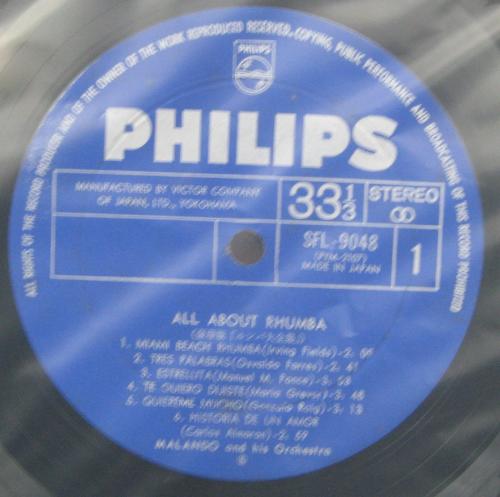 ALL RIGHTS OF THE RECORD PRODUCER AND OF THE OWNER OF THE WORK REPRODUCED RESERVED. COPYING, PUBLIC PERFORMANCE AND BROADCASTING OF THIS RECORD PROHIBITED
PHILIPS
PHILIPS
MANUFACTURED BY VICTOR COMPANY
OF JAPAN, LTD., YOKOHAMA
33 1/3
STEREO
SFL-9048
MADE IN JAPAN
1
ALL ABOUT RHUMBA
1. MIAMI BEACH RHUMBA(Irving Fields)-2.
2. TRES PALABRAS(Osvaldo Farres)-2. 41
3. ESTRELLITA(Manuel M. Ponce)-3. 58
4. TE QUIERO DIJISTE(Maria Grever)-3. 48
5. QUIEREME MUCHO(Gonzalo Roig)-3. 13
6. HISTORIA DE UN AMOR
(Carlos Almaran)-2. 59
MALANDO and his Orchestra